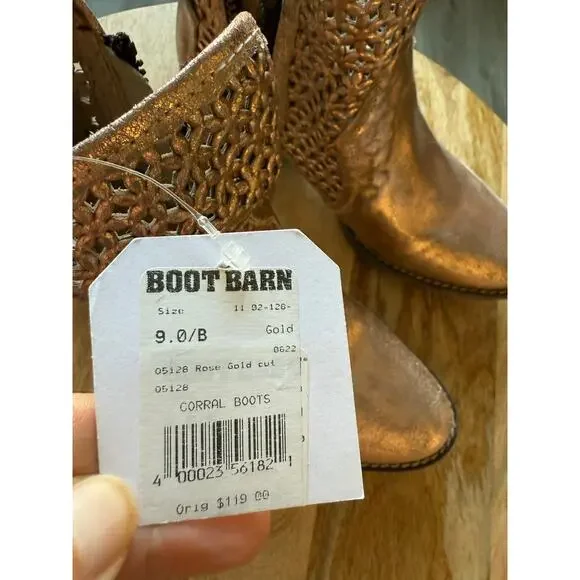 BOOT BARN
Size 11 02-126-
9.0/B Gold
0622
05128 Rose Gold cut
05128
CORRAL BOOTS
4 00023 56182 1
Orig $119.00